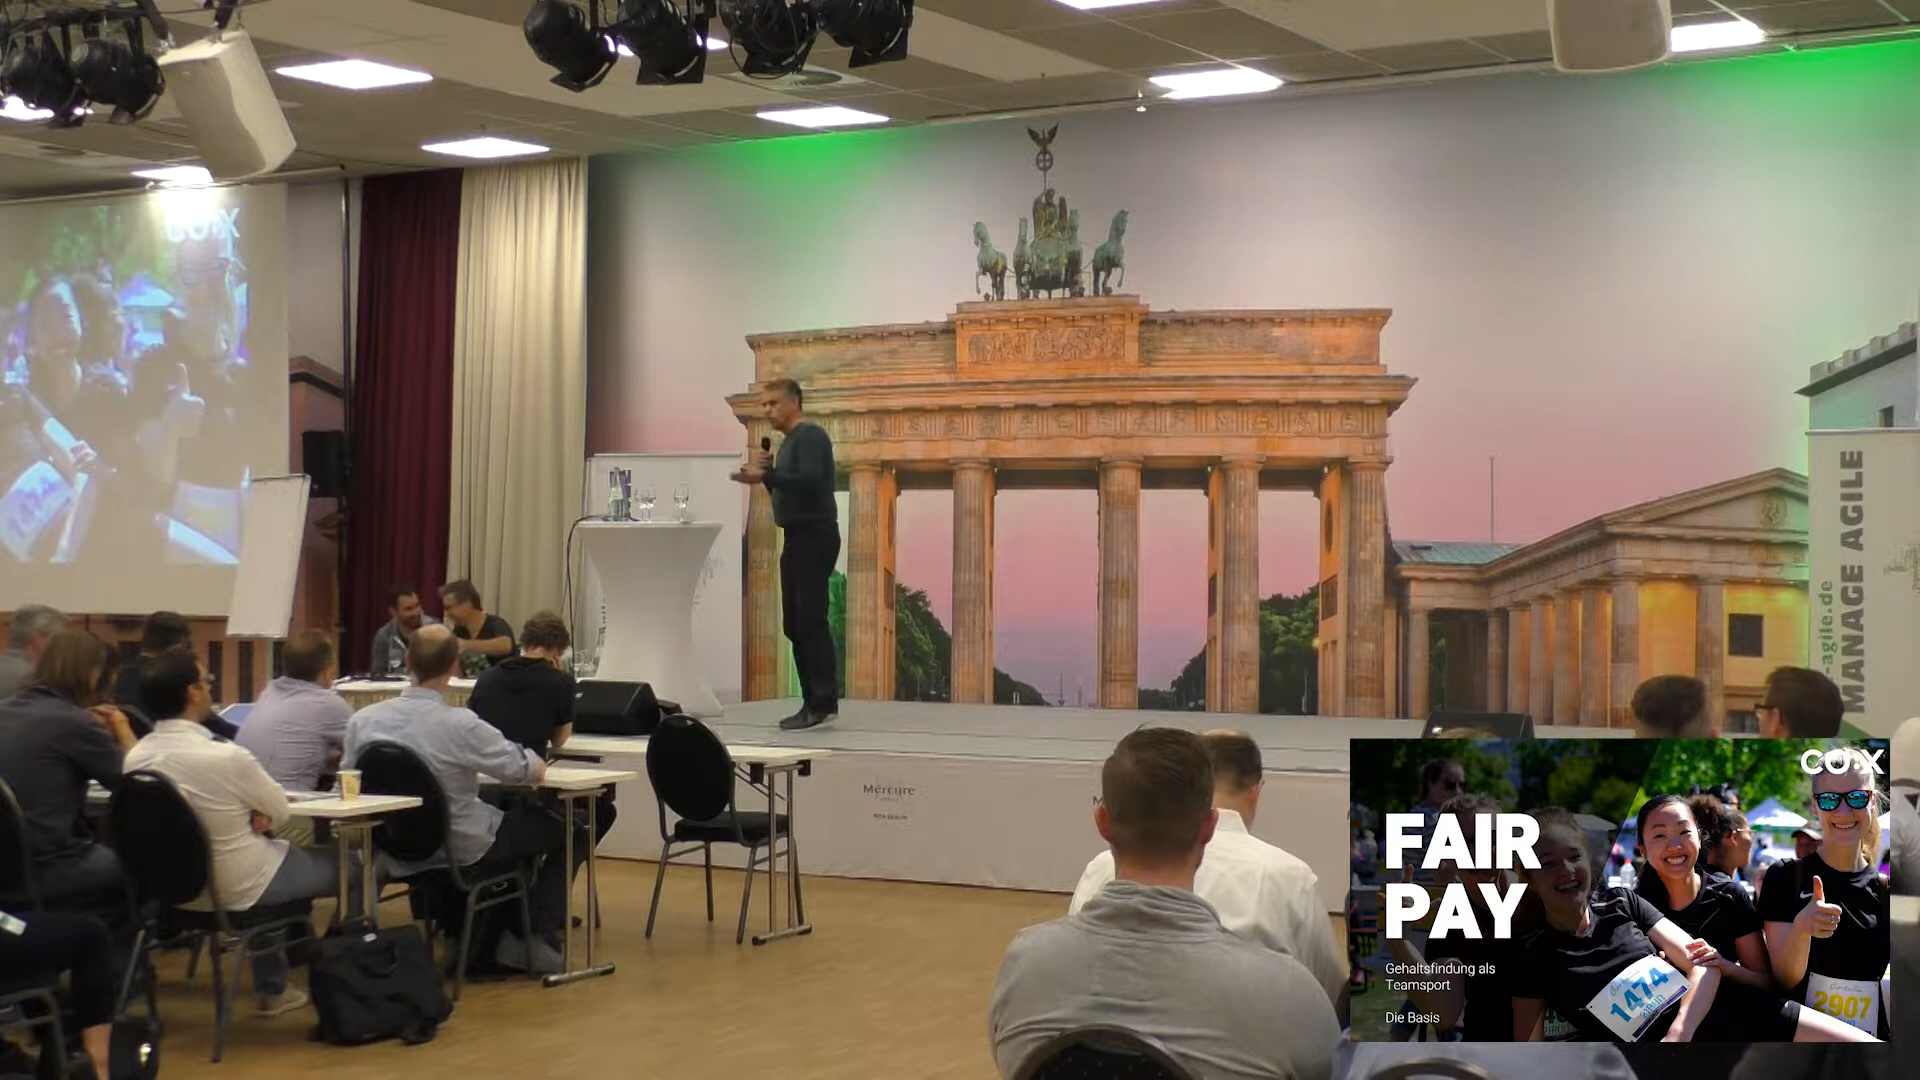 CO:X
-agile.de
MANAGE AGILE
Mercure
CO:X
FAIR
PAY
Gehaltsfindung als
Teamsport
Die Basis
1474
2907